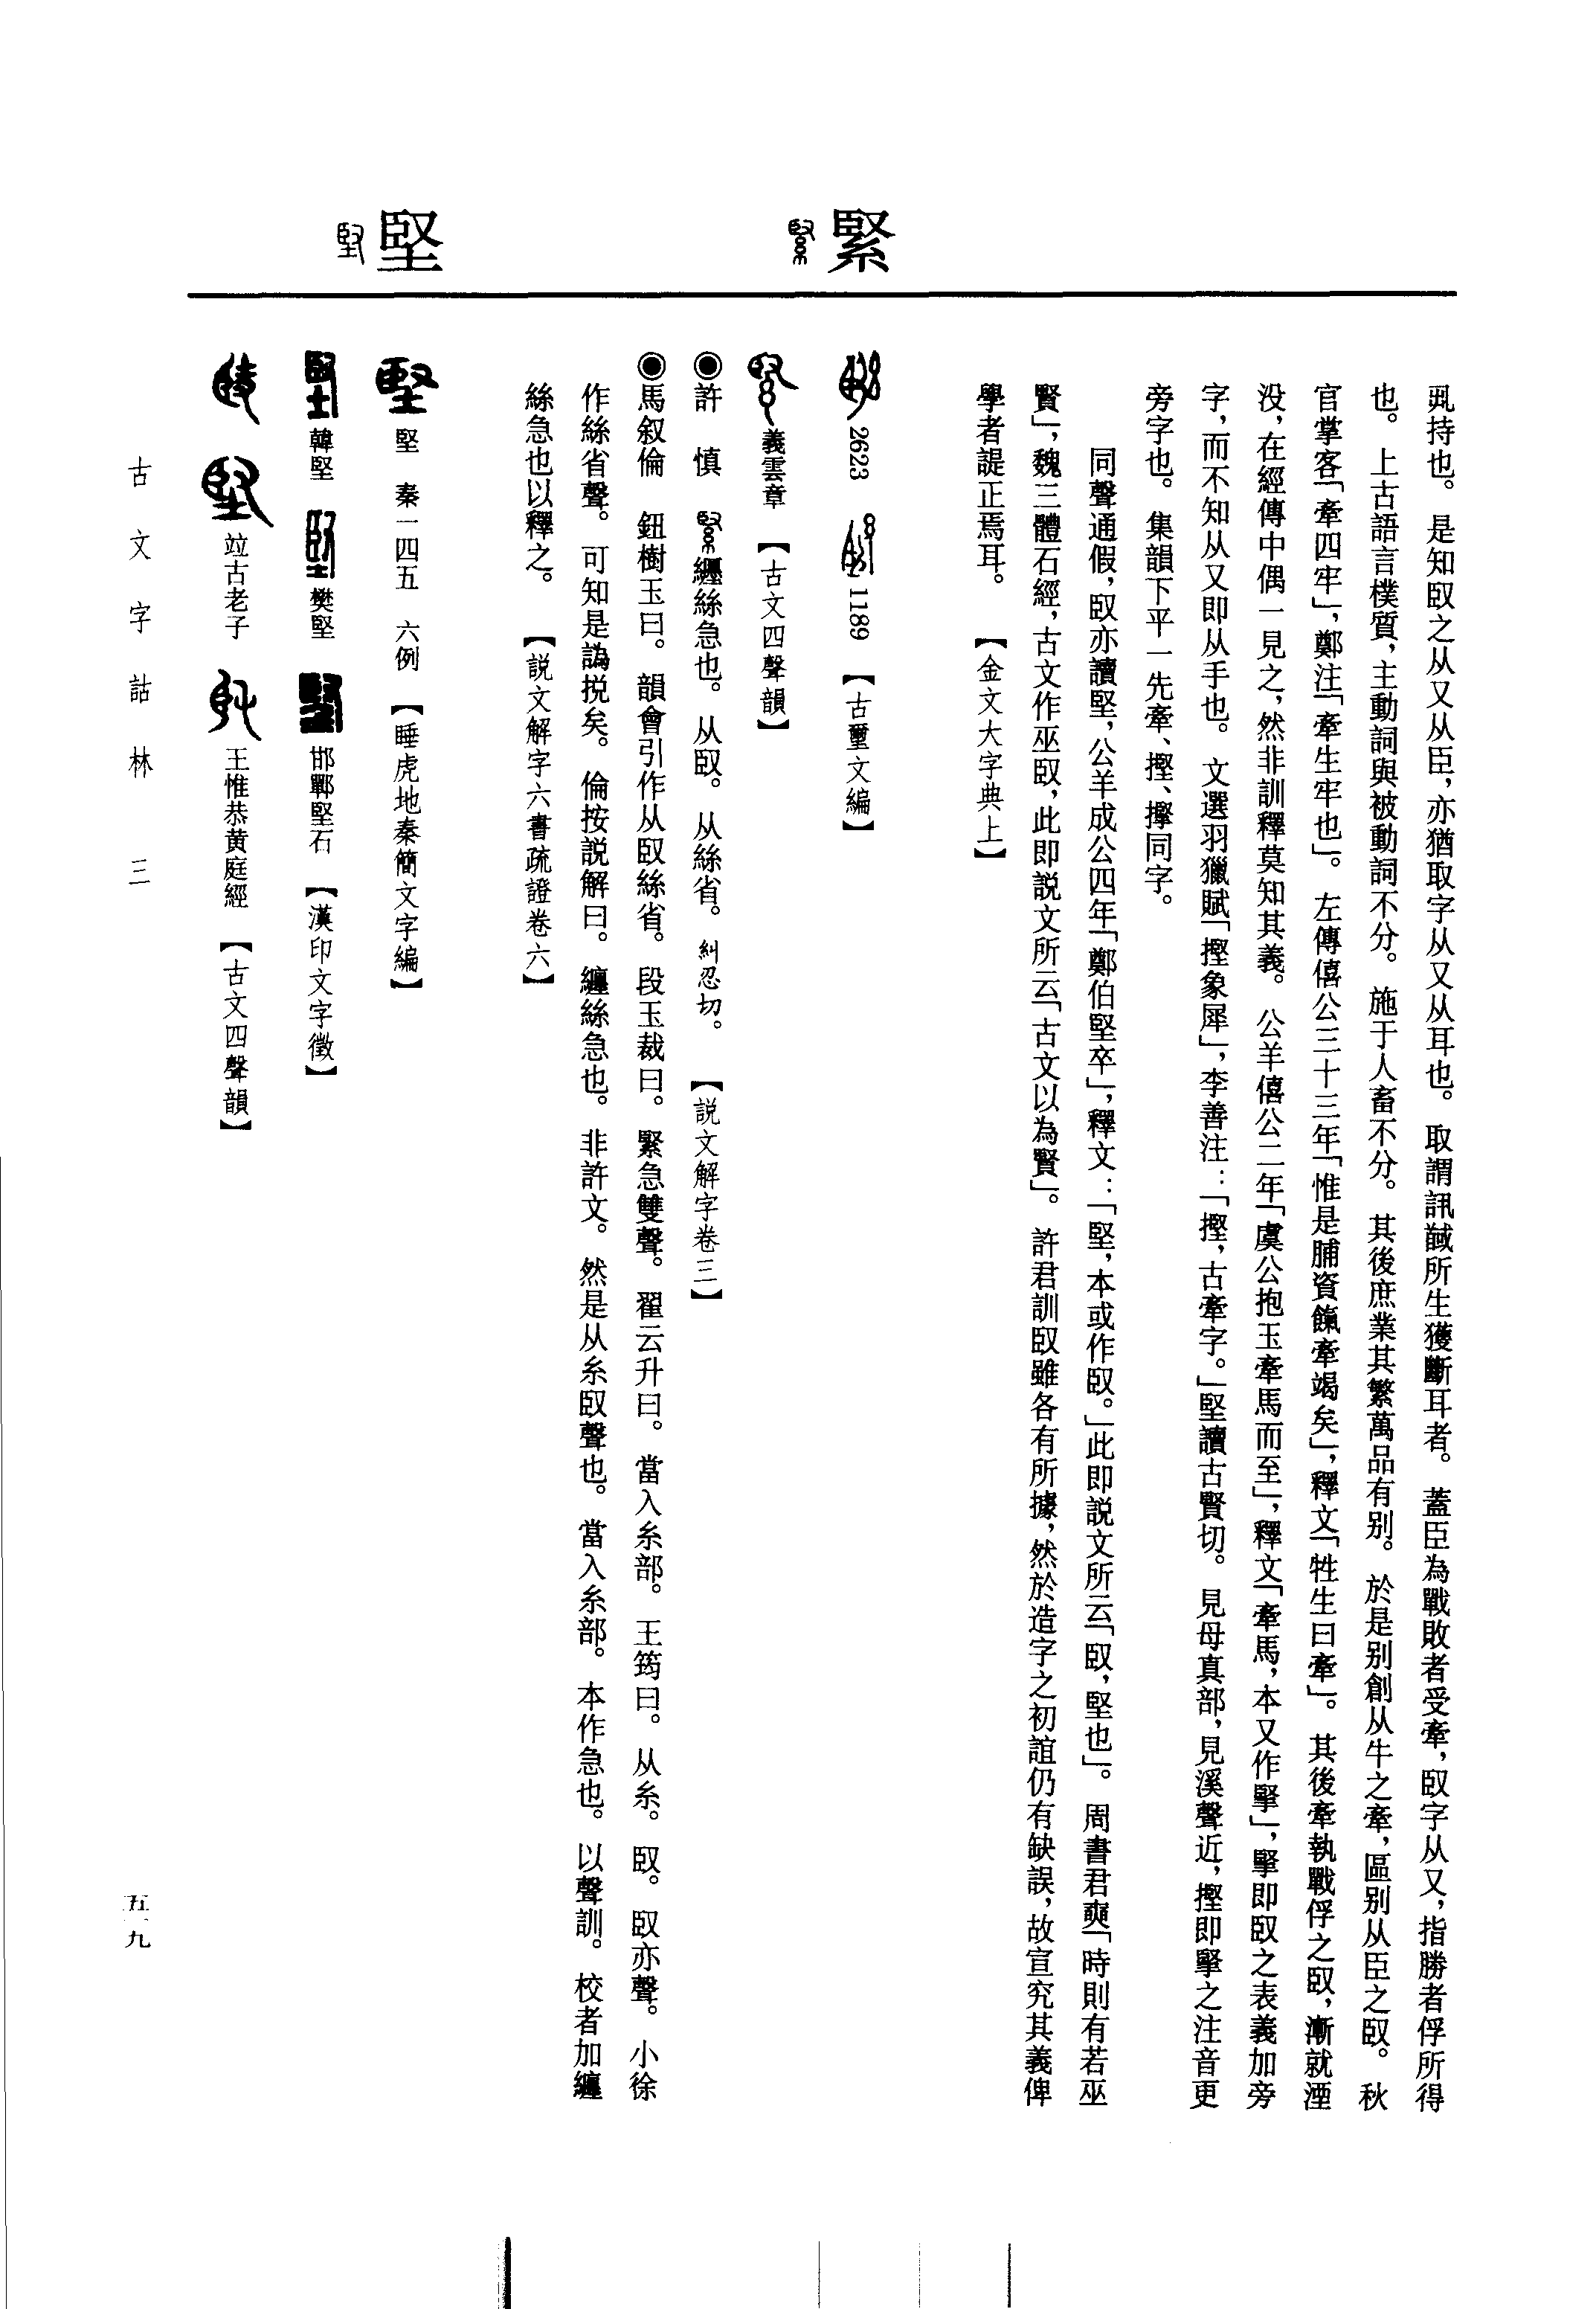 緊
堅
丮持也。是知臤之从又从臣，亦猶取字从又从耳也。取謂訊馘所生獲斷耳者。蓋臣為戰敗者受牽，臤字从又，指勝者俘所得
也。上古語言樸質，主動詞與被動詞不分。施于人畜不分。其後庶業其繁萬品有别。於是别創从牛之牽，區别从臣之臤。秋
官掌客「牽四牢」，鄭注「牽生牢也」。左傳僖公三十三年「惟是脯資餼牽竭矣」，釋文「牲生曰牽」。其後牽執戰俘之臤，漸就湮
没，在經傳中偶一見之，然非訓釋莫知其義。公羊僖公二年「虞公抱玉牽馬而至」，釋文「牽馬，本又作掔」，掔即臤之表義加旁
字，而不知从又即从手也。文選羽獵賦「摼象犀」，李善注：「摼，古牽字。」堅讀古賢切。見母真部，見溪聲近，摼即掔之注音更
旁字也。集韻下平一先牽、摼、掔同字。
同聲通假，臤亦讀堅，公羊成公四年「鄭伯堅卒」，釋文：「堅，本或作臤。」此即説文所云「臤，堅也」。周書君奭「時則有若巫
賢」，魏三體石經，古文作巫臤，此即説文所云「古文以為賢」。許君訓臤雖各有所據，然於造字之初誼仍有缺誤，故宣究其義俾
學者諟正焉耳。【金文大字典上】
2623 1189 【古璽文編】
義雲章 【古文四聲韻】
◉許 慎 纏絲急也。从臤。从絲省。糾忍切。【説文解字卷三】
◉馬叙倫 鈕樹玉曰。韻會引作从臤絲省。段玉裁曰。緊急雙聲。翟云升曰。當入糸部。王筠曰。从糸。臤。臤亦聲。小徐
作絲省聲。可知是譌挩矣。倫按説解曰。纏絲急也。非許文。然是从糸臤聲也。當入糸部。本作急也。以聲訓。校者加纏
絲急也以釋之。【説文解字六書疏證卷六】
堅 秦一四五 六例 【睡虎地秦簡文字編】
韓堅 樊堅 邯鄲堅石 【漢印文字徵】
竝古老子 王惟恭黄庭經 【古文四聲韻】
古文字詁林 三
五一九